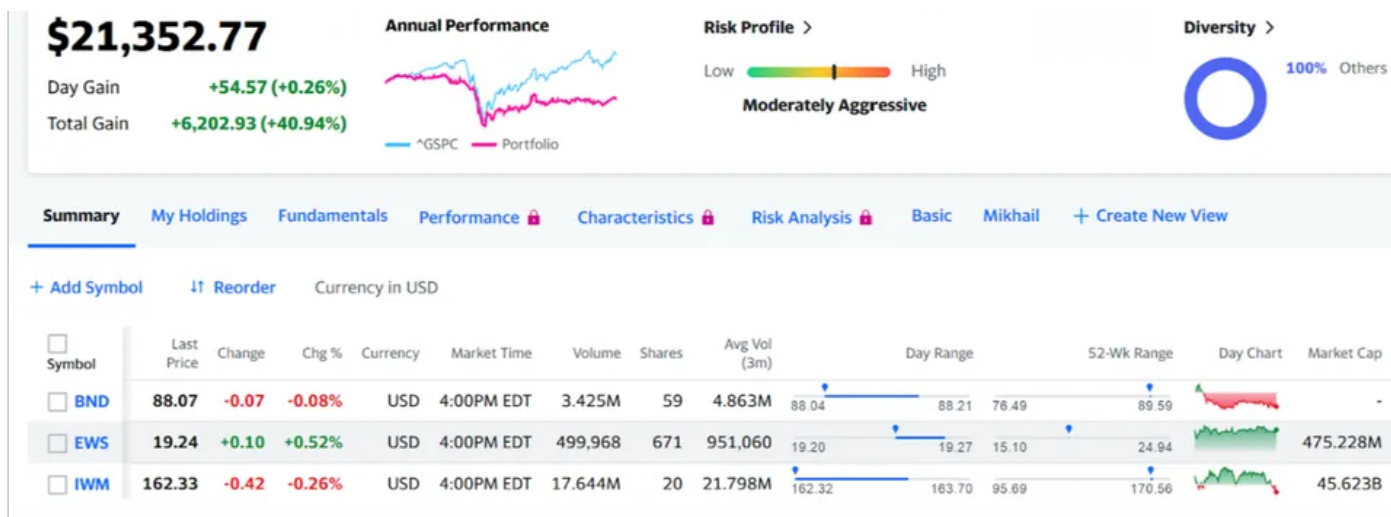 $21,352.77
Day Gain +54.57 (+0.26%)
Total Gain +6,202.93 (+40.94%)
Annual Performance
^GSPC Portfolio
Risk Profile >
Low High
Moderately Aggressive
Diversity >
100% Others
Summary My Holdings Fundamentals Performance Characteristics Risk Analysis Basic Mikhail + Create New View
+ Add Symbol Reorder Currency in USD
Symbol Last Price Change Chg % Currency Market Time Volume Shares Avg Vol (3m) Day Range 52-Wk Range Day Chart Market Cap
BND 88.07 -0.07 -0.08% USD 4:00PM EDT 3.425M 59 4.863M 88.04 88.21 76.49 89.59 -
EWS 19.24 +0.10 +0.52% USD 4:00PM EDT 499,968 671 951,060 19.20 19.27 15.10 24.94 475.228M
IWM 162.33 -0.42 -0.26% USD 4:00PM EDT 17.644M 20 21.798M 162.32 163.70 95.69 170.56 45.623B